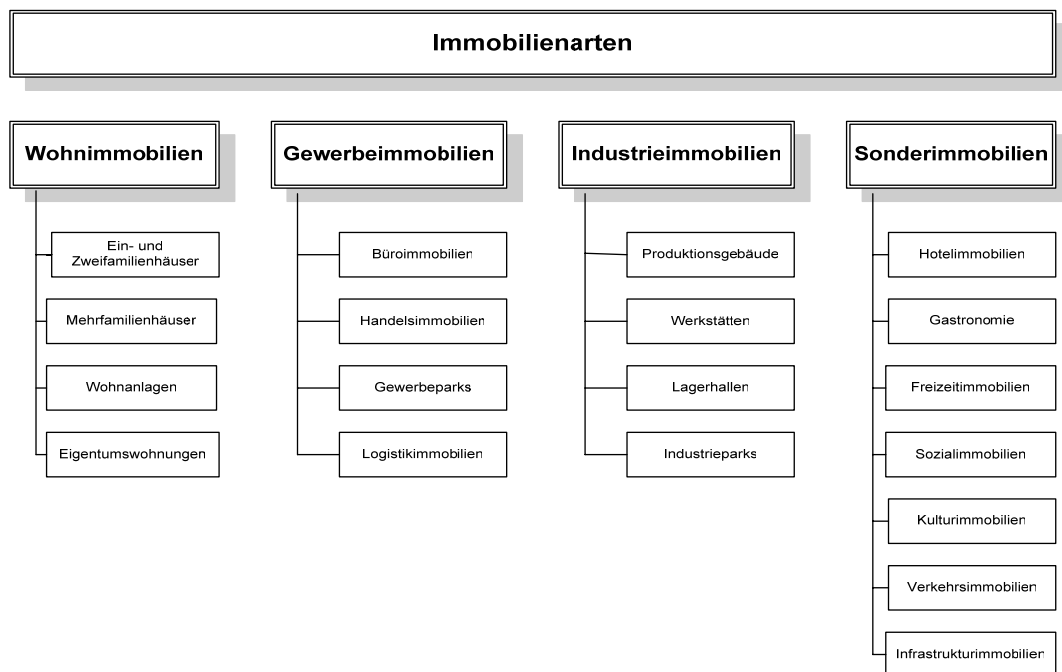 Immobilienarten
Wohnimmobilien
Ein- und
Zweifamilienhäuser
Mehrfamilienhäuser
Wohnanlagen
Eigentumswohnungen
Gewerbeimmobilien
Büroimmobilien
Handelsimmobilien
Gewerbeparks
Logistikimmobilien
Industrieimmobilien
Produktionsgebäude
Werkstätten
Lagerhallen
Industrieparks
Sonderimmobilien
Hotelimmobilien
Gastronomie
Freizeitimmobilien
Sozialimmobilien
Kulturimmobilien
Verkehrsimmobilien
Infrastrukturimmobilien